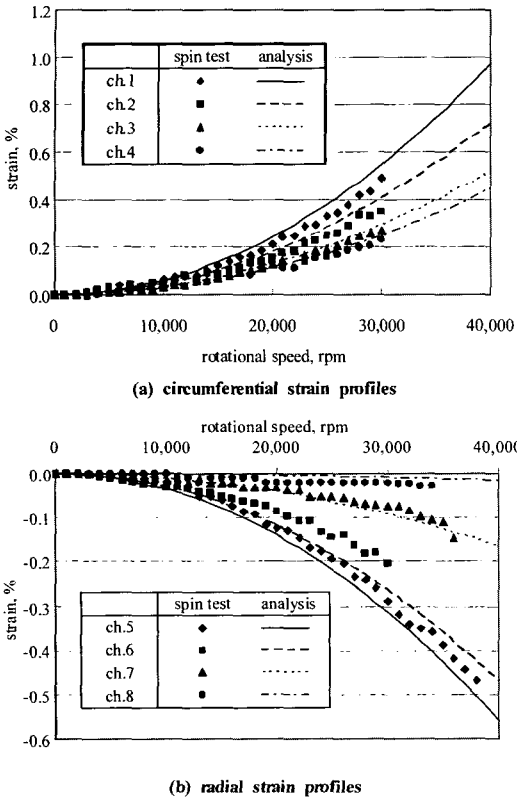 1.2
1.0
0.8
0.6
0.4
0.2
0.0
strain, %
spin test analysis
ch.1
ch.2
ch.3
ch.4
0 10,000 20,000 30,000 40,000
rotational speed, rpm
(a) circumferential strain profiles
rotational speed, rpm
0 10,000 20,000 30,000 40,000
0.0
-0.1
-0.2
-0.3
-0.4
-0.5
-0.6
strain, %
spin test analysis
ch.5
ch.6
ch.7
ch.8
(b) radial strain profiles